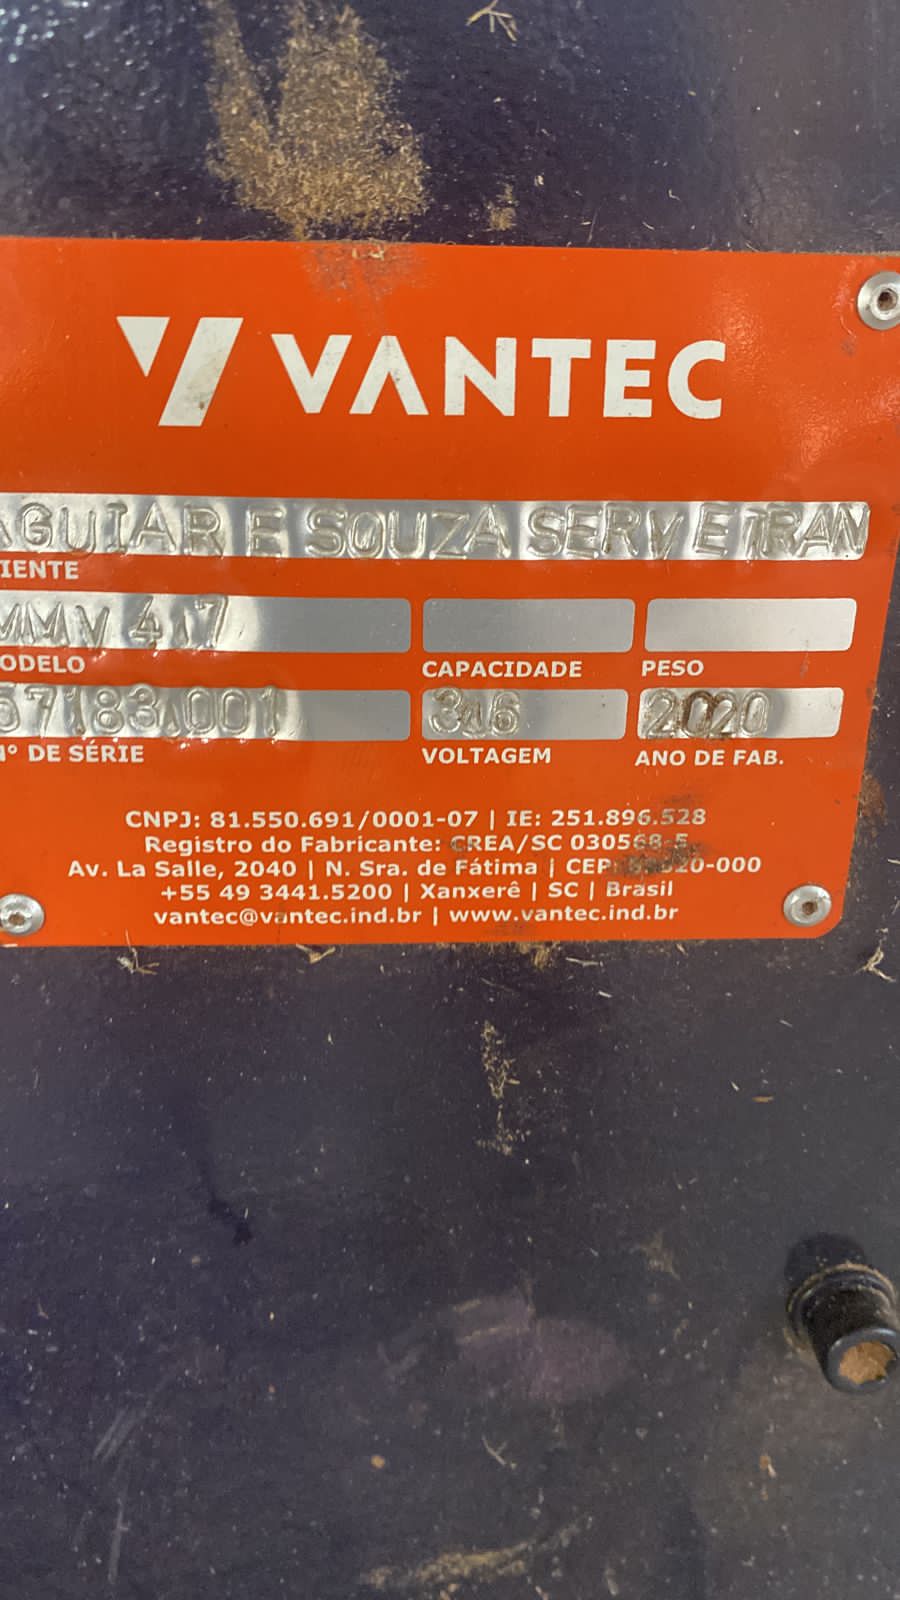 VANTEC
AGUIAR E SOUZA SERV E TRAN
IENTE
MMV 4.7
ODELO
CAPACIDADE
PESO
57183.001
N° DE SÉRIE
3.6
VOLTAGEM
2020
ANO DE FAB.
CNPJ: 81.550.691/0001-07 | IE: 251.896.528
Registro do Fabricante: CREA/SC 030568-5
Av. La Salle, 2040 | N. Sra. de Fátima | CEP:
+55 49 3441.5200 | Xanxerê | SC | Brasil
vantec@vantec.ind.br | www.vantec.ind.br